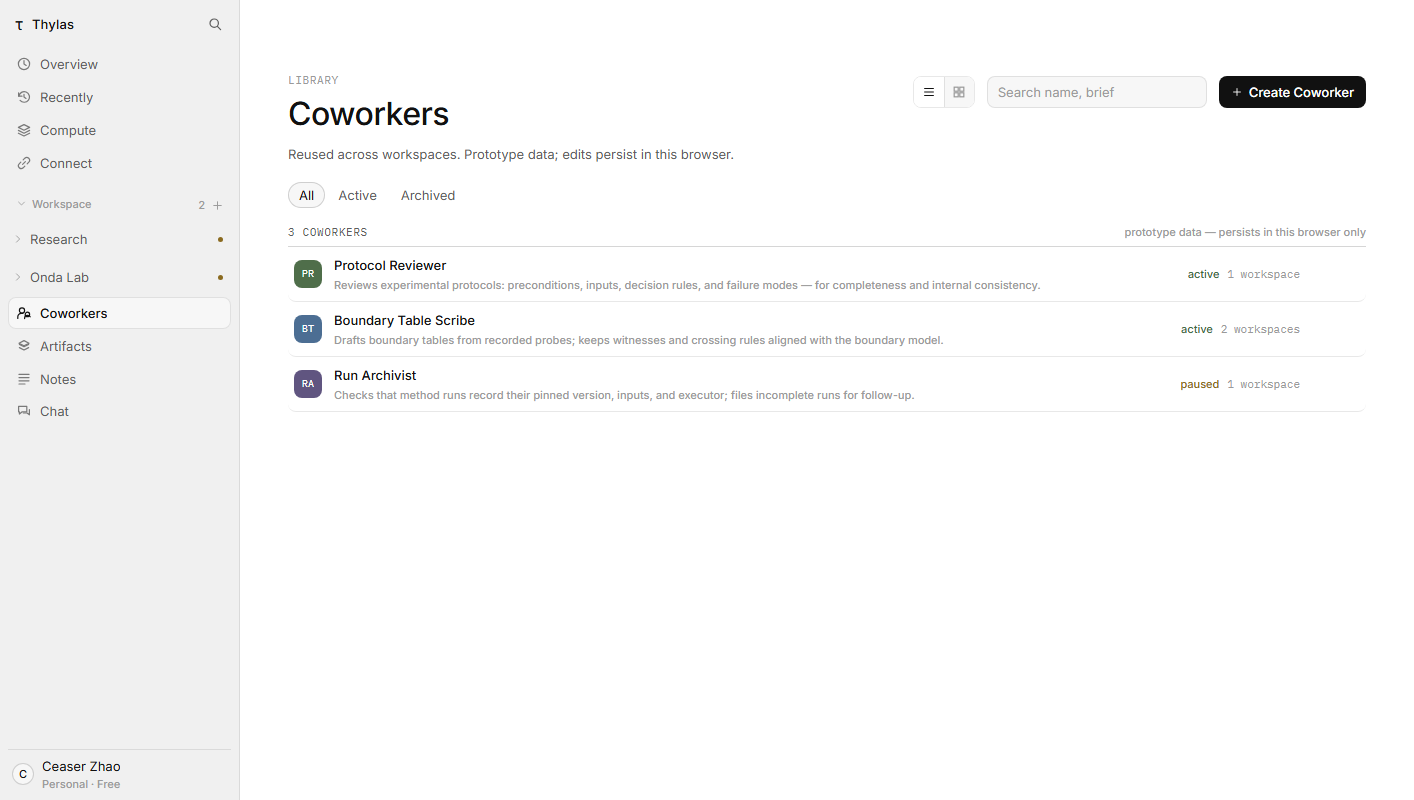 τ Thylas
Overview
Recently
Compute
Connect
Workspace 2 +
Research
Onda Lab
Coworkers
Artifacts
Notes
Chat
C
Ceaser Zhao
Personal · Free
LIBRARY
Coworkers
Reused across workspaces. Prototype data; edits persist in this browser.
Search name, brief
+ Create Coworker
All Active Archived
3 COWORKERS
prototype data — persists in this browser only
PR
Protocol Reviewer
Reviews experimental protocols: preconditions, inputs, decision rules, and failure modes — for completeness and internal consistency.
active 1 workspace
BT
Boundary Table Scribe
Drafts boundary tables from recorded probes; keeps witnesses and crossing rules aligned with the boundary model.
active 2 workspaces
RA
Run Archivist
Checks that method runs record their pinned version, inputs, and executor; files incomplete runs for follow-up.
paused 1 workspace